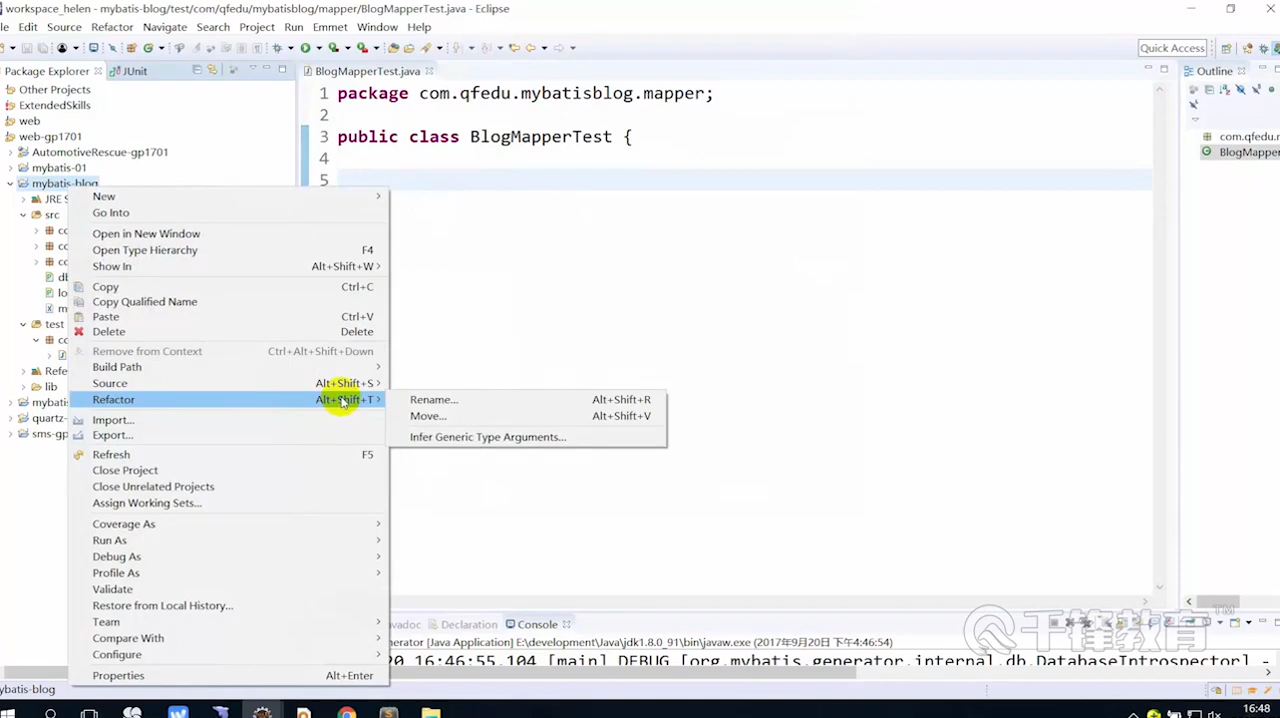 workspace_helen - mybatis-blog/test/com/qfedu/mybatisblog/mapper/BlogMapperTest.java - Eclipse
Edit Source Refactor Navigate Search Project Run Emmet Window Help
Quick Access
Package Explorer
JUnit
BlogMapperTest.java
Outline
Other Projects
ExtendedSkills
web
web-gp1701
AutomotiveRescue-gp1701
mybatis-01
mybatis-blog
JRE
src
test
lib
1 package com.qfedu.mybatisblog.mapper;
2
3 public class BlogMapperTest {
4
5
com.qfedu.m
BlogMapper
New
Go Into
Open in New Window
Open Type Hierarchy F4
Show In Alt+Shift+W
Copy Ctrl+C
Copy Qualified Name
Paste Ctrl+V
Delete Delete
Remove from Context Ctrl+Alt+Shift+Down
Build Path
Source Alt+Shift+S
Refactor Alt+Shift+T
Import...
Export...
Refresh F5
Close Project
Close Unrelated Projects
Assign Working Sets...
Coverage As
Run As
Debug As
Profile As
Validate
Restore from Local History...
Team
Compare With
Configure
Properties Alt+Enter
Rename... Alt+Shift+R
Move... Alt+Shift+V
Infer Generic Type Arguments...
Declaration
Console
千锋教育 TM
[Java Application] E:\development\Java\jdk1.8.0_91\bin\javaw.exe (2017年9月20日 下午4:46:54)
20 16:46:55,104 [main] DEBUG [org.mybatis.generator.internal.db.DatabaseIntrospector] -
ybatis-blog
16:48